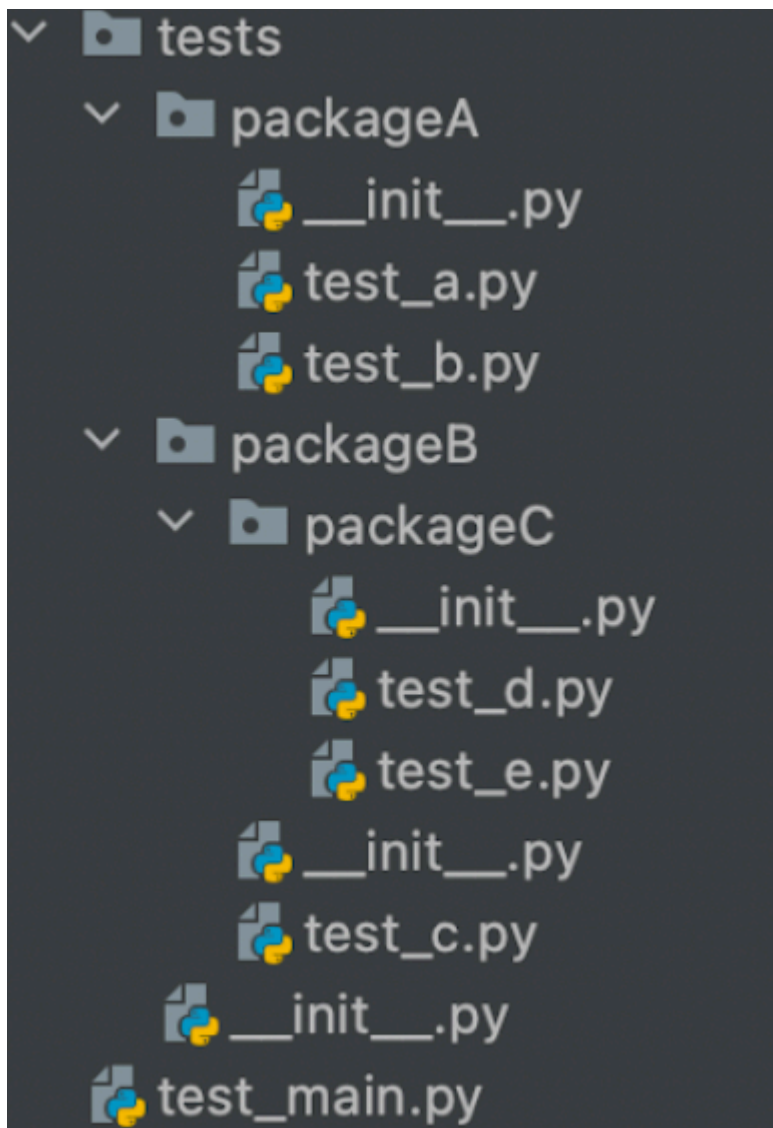 tests
packageA
__init__.py
test_a.py
test_b.py
packageB
packageC
__init__.py
test_d.py
test_e.py
__init__.py
test_c.py
__init__.py
test_main.py